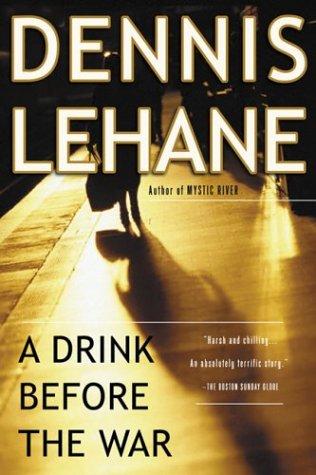 DENNIS
LEHANE
Author of MYSTIC RIVER
"Harsh and chilling...
An absolutely terrific story."
—THE BOSTON SUNDAY GLOBE
A DRINK
BEFORE
THE WAR